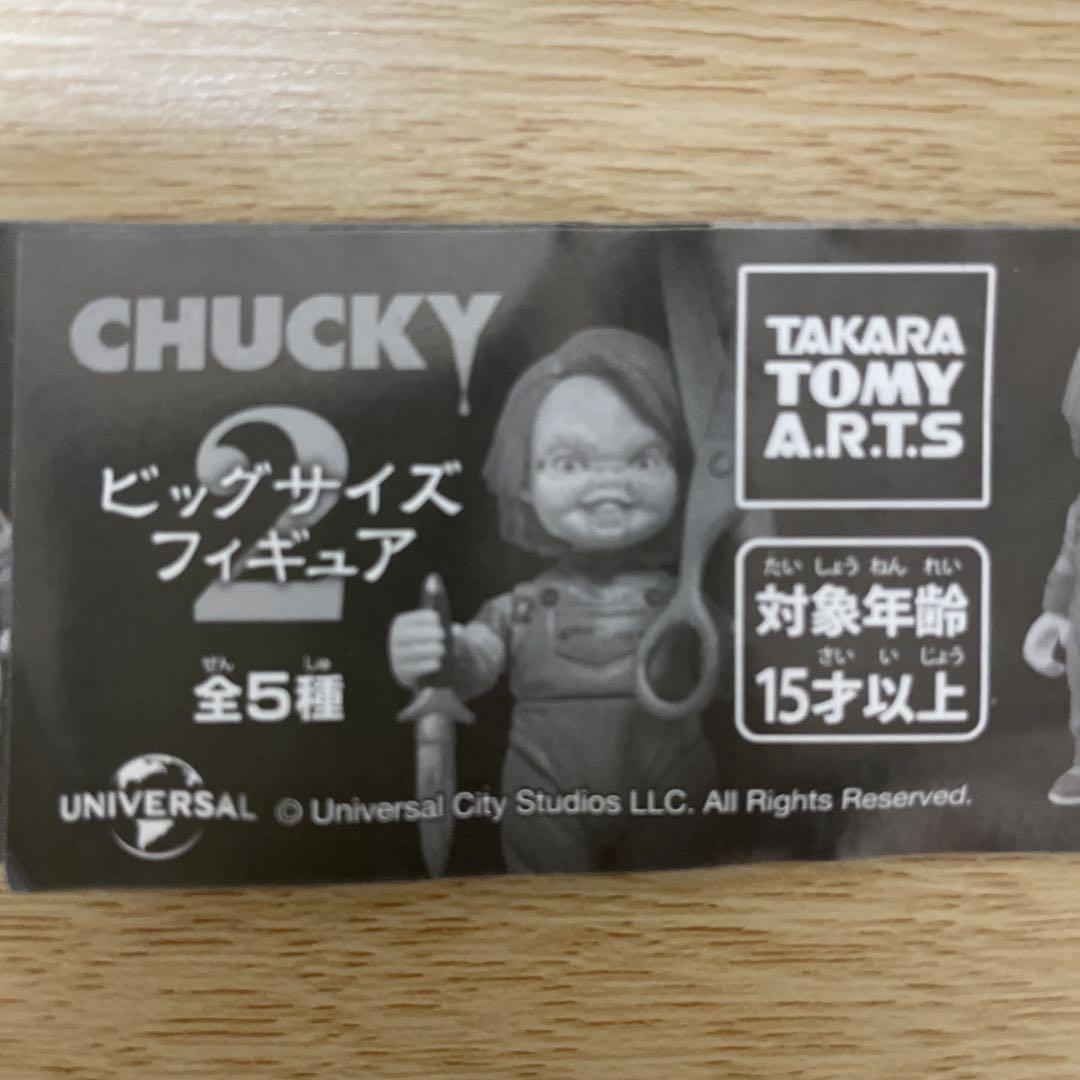 CHUCKY
2
ビッグサイズ
フィギュア
ぜん しゅ
全5種
TAKARA
TOMY
A.R.T.S
たい しょう ねん れい
対象年齢
さい い じょう
15才以上
UNIVERSAL
© Universal City Studios LLC. All Rights Reserved.